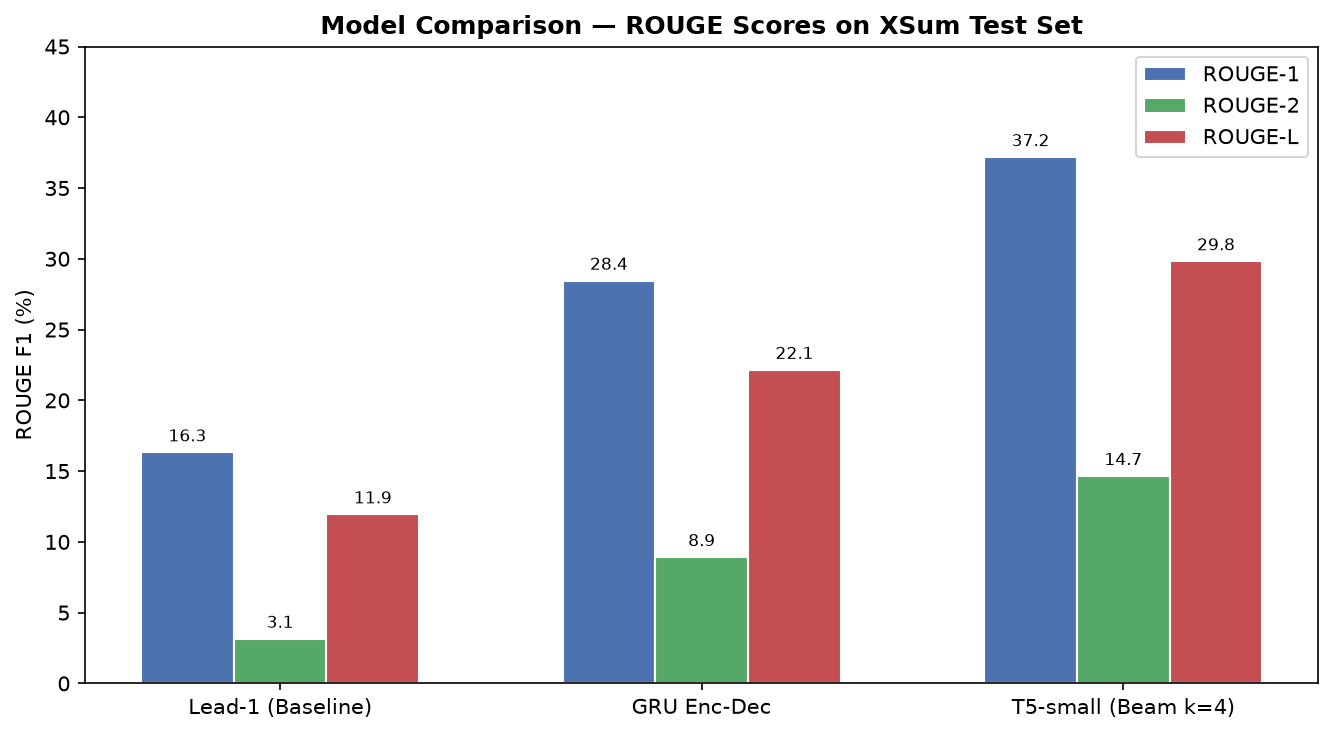 Model Comparison — ROUGE Scores on XSum Test Set
ROUGE F1 (%)
45
40
35
30
25
20
15
10
5
0
ROUGE-1
ROUGE-2
ROUGE-L
16.3
3.1
11.9
28.4
8.9
22.1
37.2
14.7
29.8
Lead-1 (Baseline)
GRU Enc-Dec
T5-small (Beam k=4)